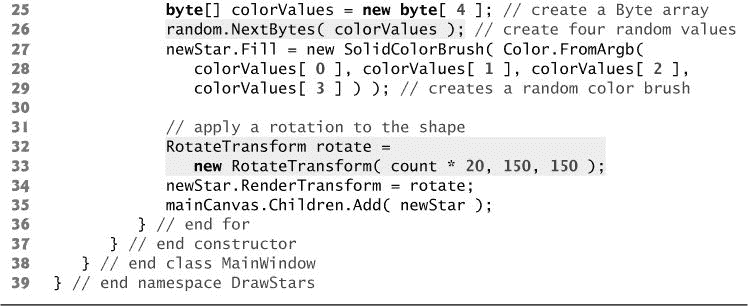 25 byte[] colorValues = new byte[ 4 ]; // create a Byte array
26 random.NextBytes( colorValues ); // create four random values
27 newStar.Fill = new SolidColorBrush( Color.FromArgb(
28 colorValues[ 0 ], colorValues[ 1 ], colorValues[ 2 ],
29 colorValues[ 3 ] ) ); // creates a random color brush
30
31 // apply a rotation to the shape
32 RotateTransform rotate =
33 new RotateTransform( count * 20, 150, 150 );
34 newStar.RenderTransform = rotate;
35 mainCanvas.Children.Add( newStar );
36 } // end for
37 } // end constructor
38 } // end class MainWindow
39 } // end namespace DrawStars